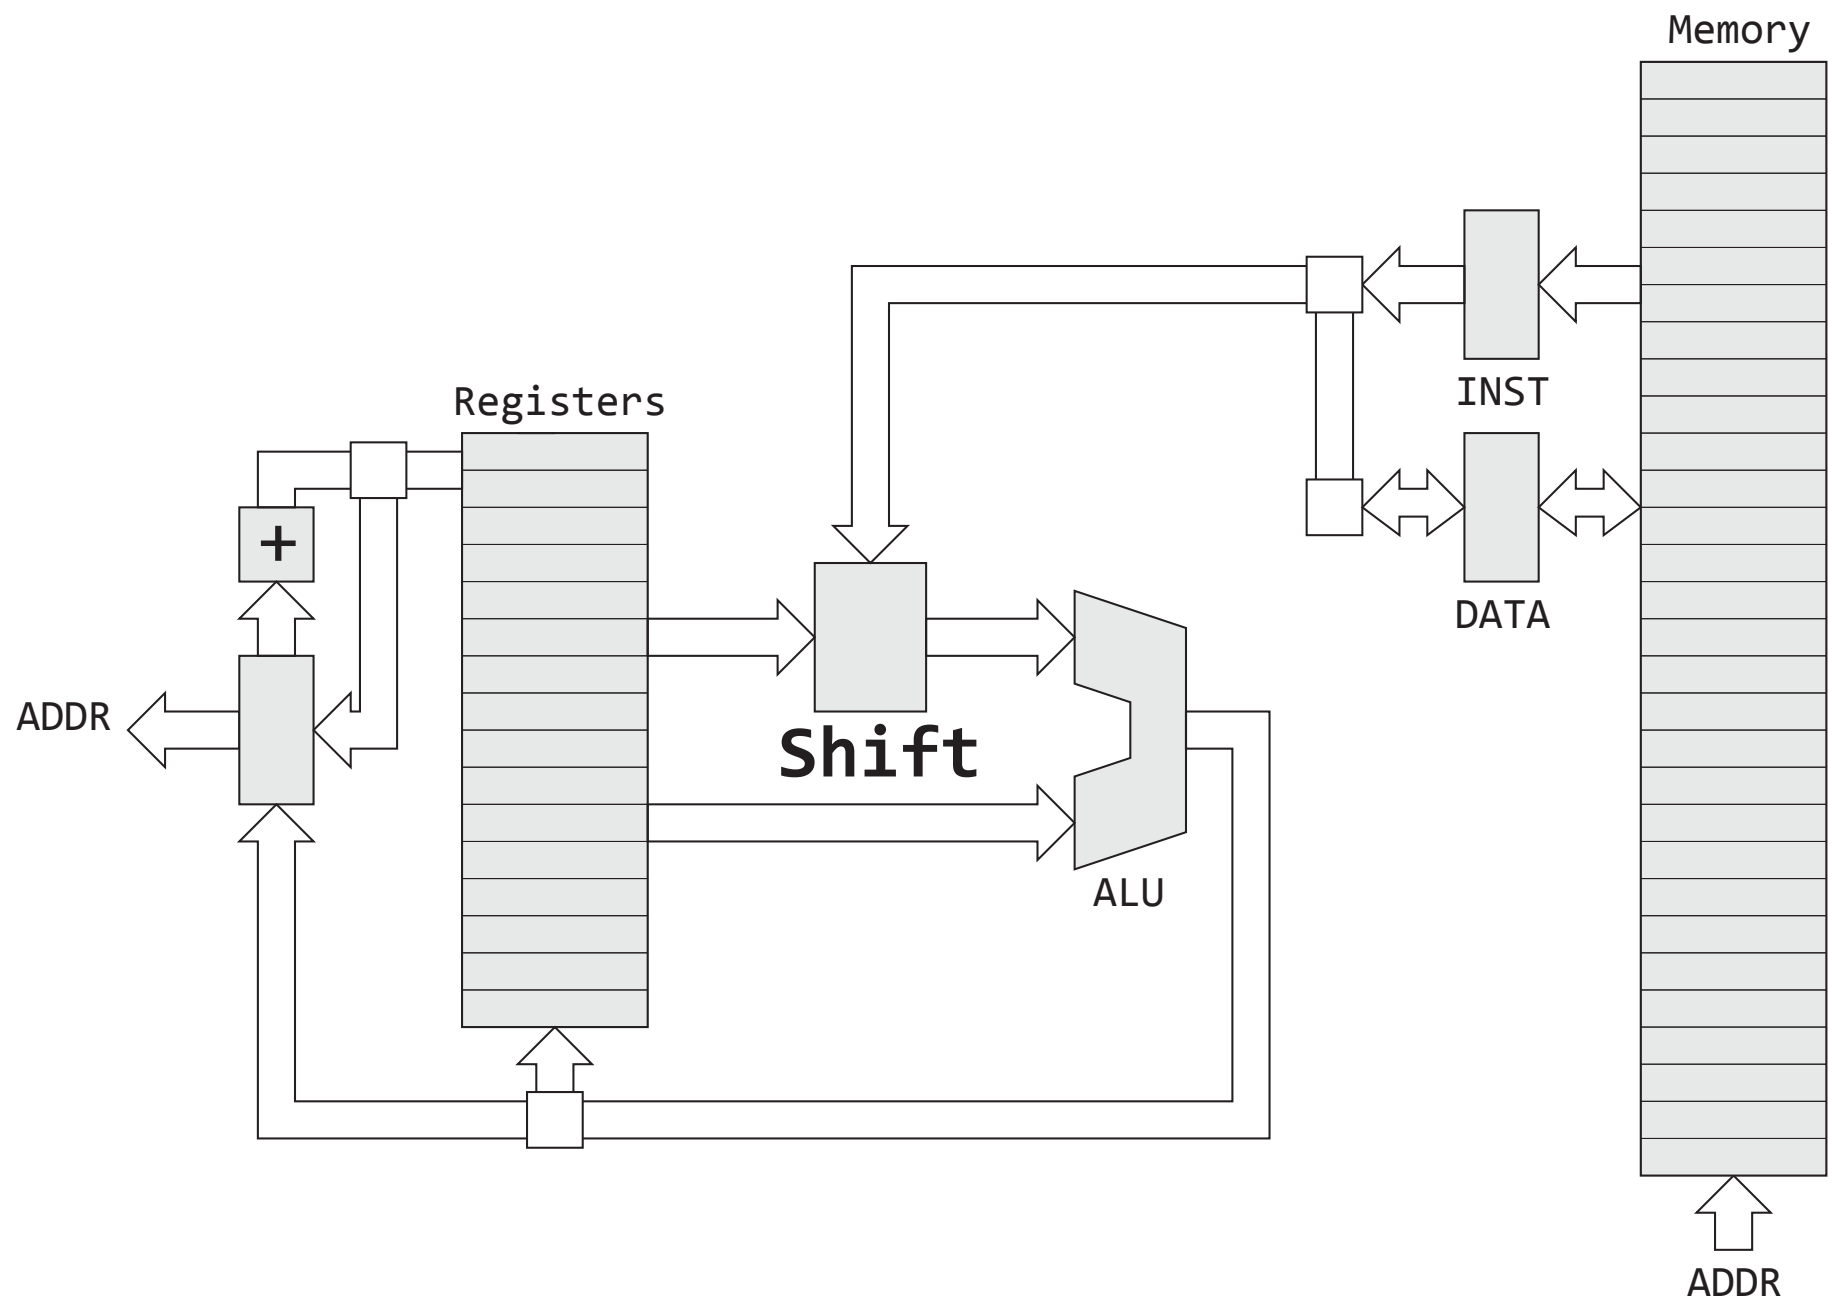 Memory
INST
Registers
+
DATA
ADDR
Shift
ALU
ADDR